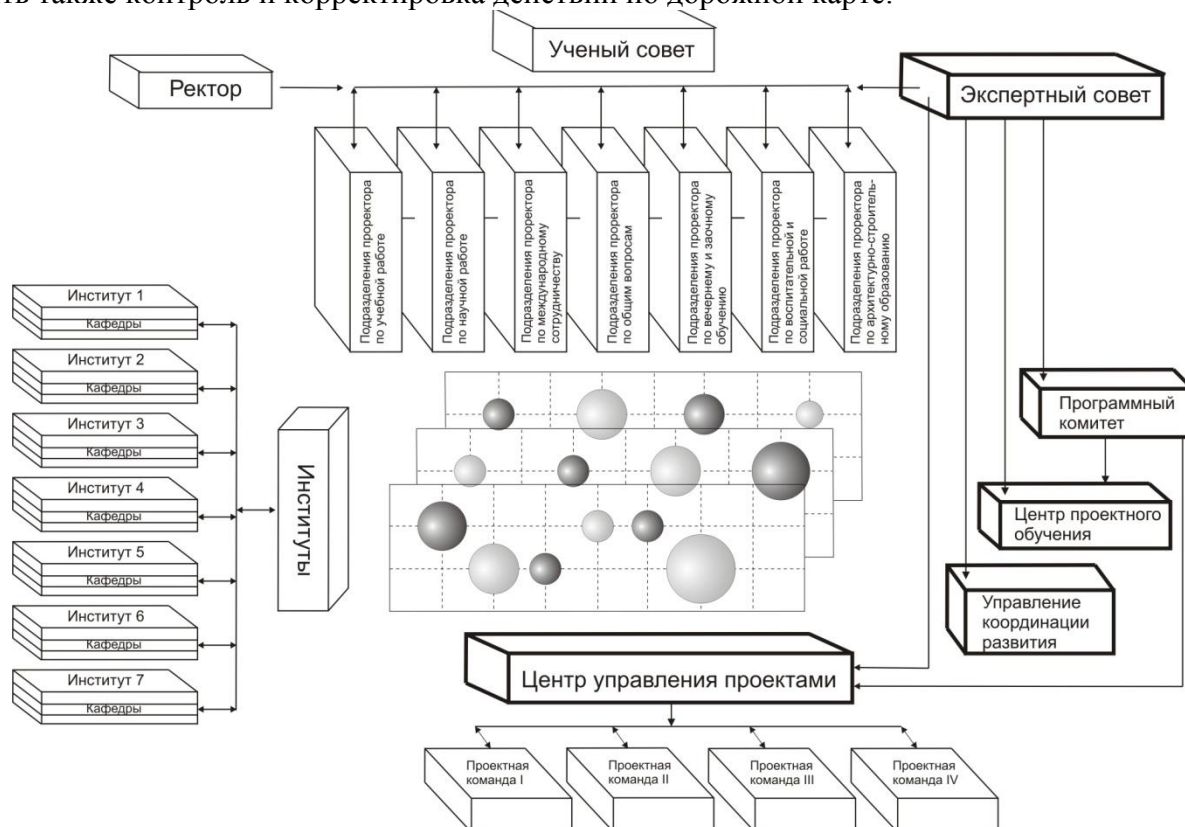 ть также контроль и корректировка действий по дорожной карте.
Ученый совет
Ректор
Экспертный совет
Подразделения проректора
по учебной работе
Подразделения проректора
по научной работе
Подразделения проректора
по международному
сотрудничеству
Подразделения проректора
по общим вопросам
Подразделения проректора
по вечернему и заочному
обучению
Подразделения проректора
по воспитательной и
социальной работе
Подразделения проректора
по архитектурно-строитель-
ному образованию
Институт 1
Кафедры
Институт 2
Кафедры
Институт 3
Кафедры
Институт 4
Кафедры
Институт 5
Кафедры
Институт 6
Кафедры
Институт 7
Кафедры
Институты
Программный
комитет
Центр проектного
обучения
Управление
координации
развития
Центр управления проектами
Проектная
команда I
Проектная
команда II
Проектная
команда III
Проектная
команда IV